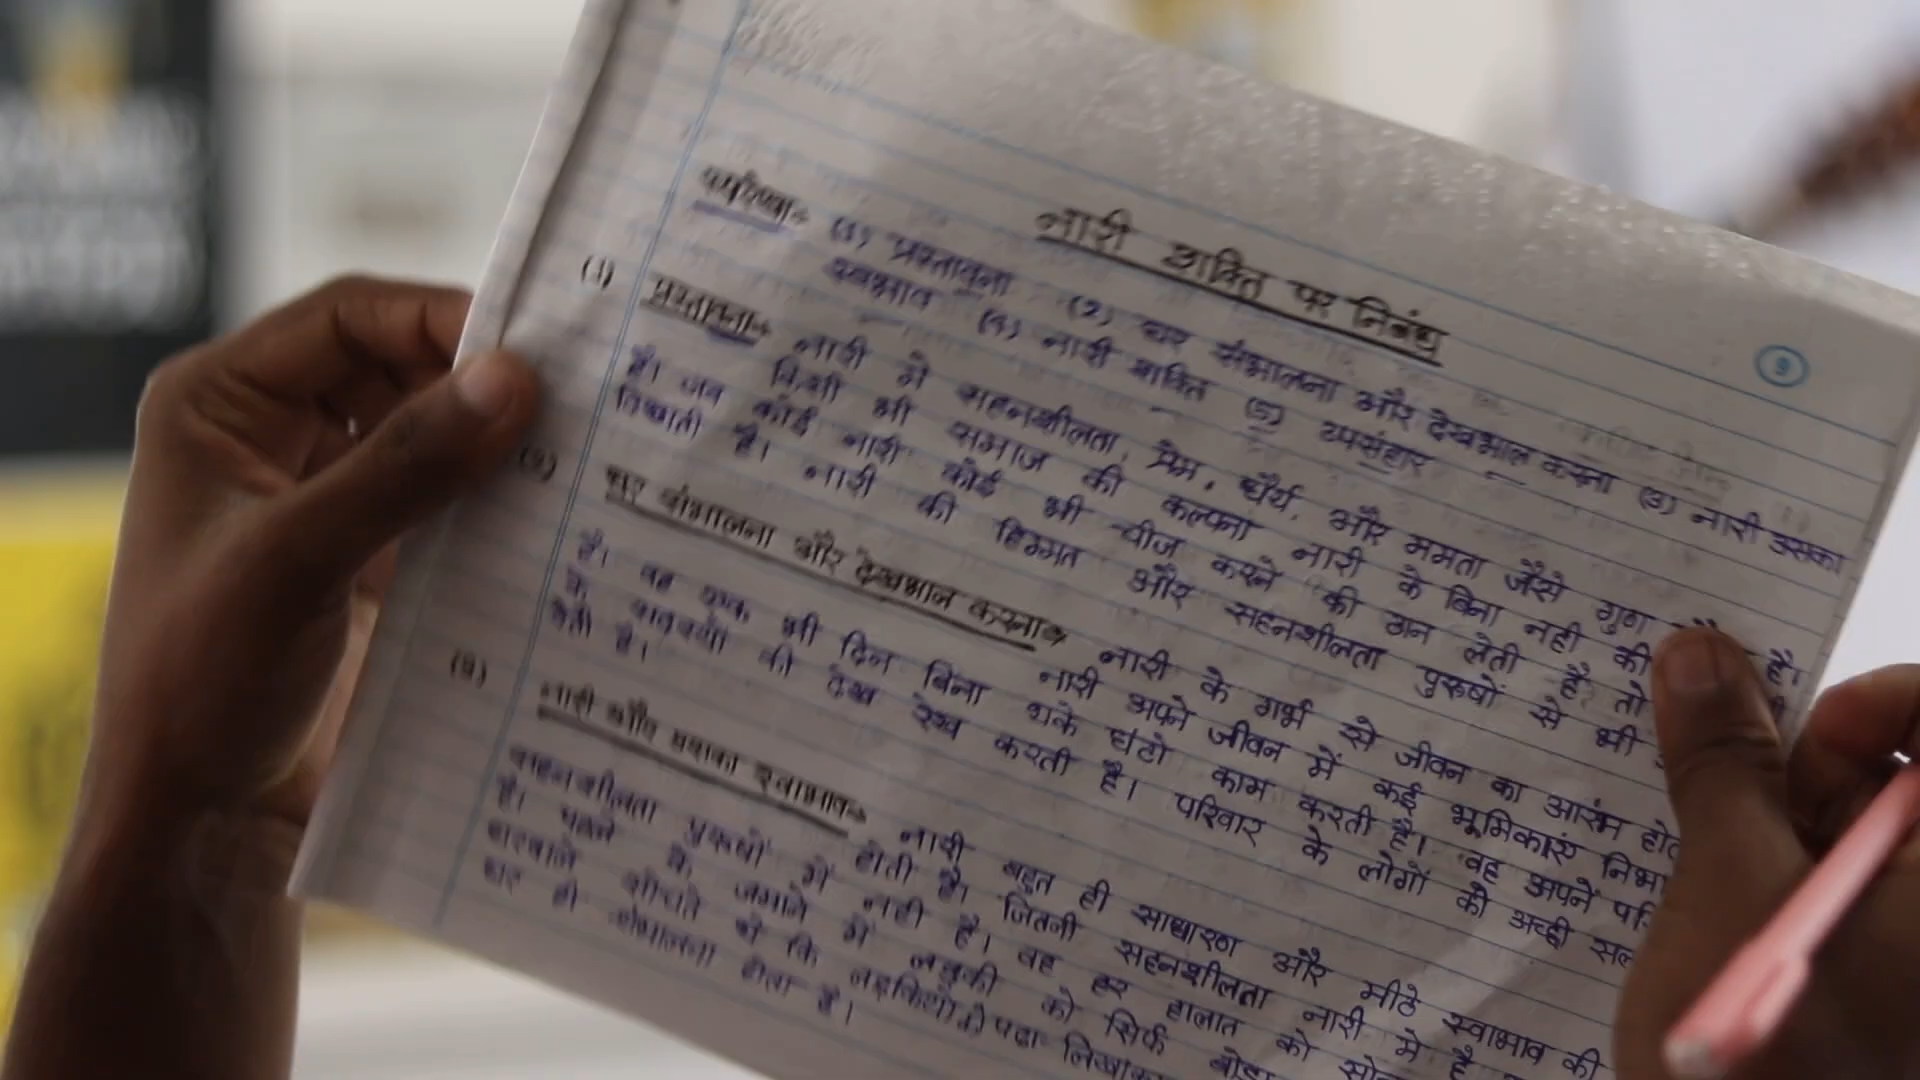 नारी शक्ति पर निबंध
9
(1) प्रस्तावना (2) घर संभालना और देखभाल करना (3) नारी उसका
स्वभाव (4) नारी शक्ति (5) उपसंहार
(1) प्रस्तावना→ नारी में सहनशीलता, प्रेम, धैर्य, और ममता जैसे गुण है।
किसी भी समाज की कल्पना नारी के बिना नही की
है। जब कोई नारी कोई भी चीज करने की ठान लेती है तो
दिखाती है। नारी की हिम्मत और सहनशीलता पुरुषों से भी
(2) घर संभालना और देखभाल करना→ नारी के गर्भ से जीवन का आरंभ
है। वह एक भी दिन बिना नारी अपने जीवन में कई भूमिकाएं
थके घंटो काम करती है। वह अपनें
के सदस्यों की देख रेख करती है। परिवार के लोगों को अच्छी
देती है।
(3) नारी और स्वाभाव→ नारी बहुत ही साधारण और मीठे स्वाभाव की
होती है। जितनी सहनशीलता नारी मे है
सहनशीलता पुरुषों में नही है। वह हर हालात को
है। पहले के जमाने में लड़की को सिर्फ
घरवाले सोचते थे कि लड़कियों को पढा
घर ही संभालना होता है।